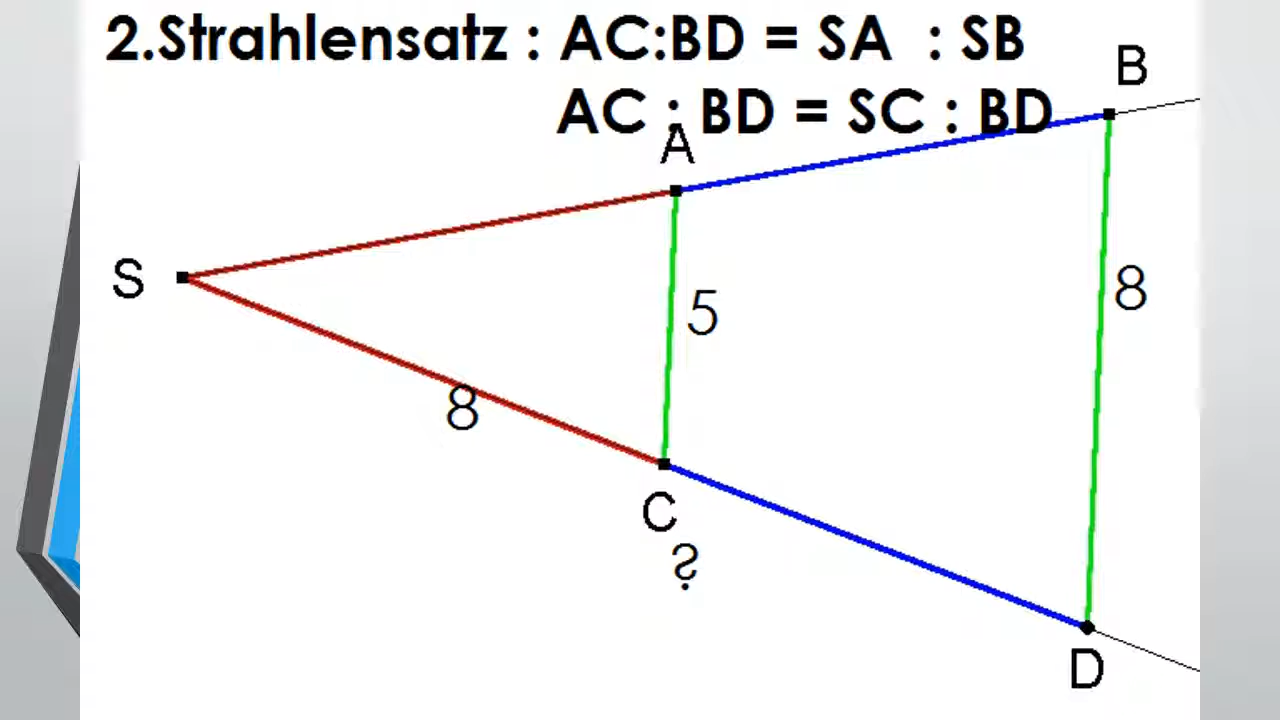 2.Strahlensatz : AC:BD = SA : SB
AC : BD = SC : BD
B
A
S
5
8
8
C
?
D